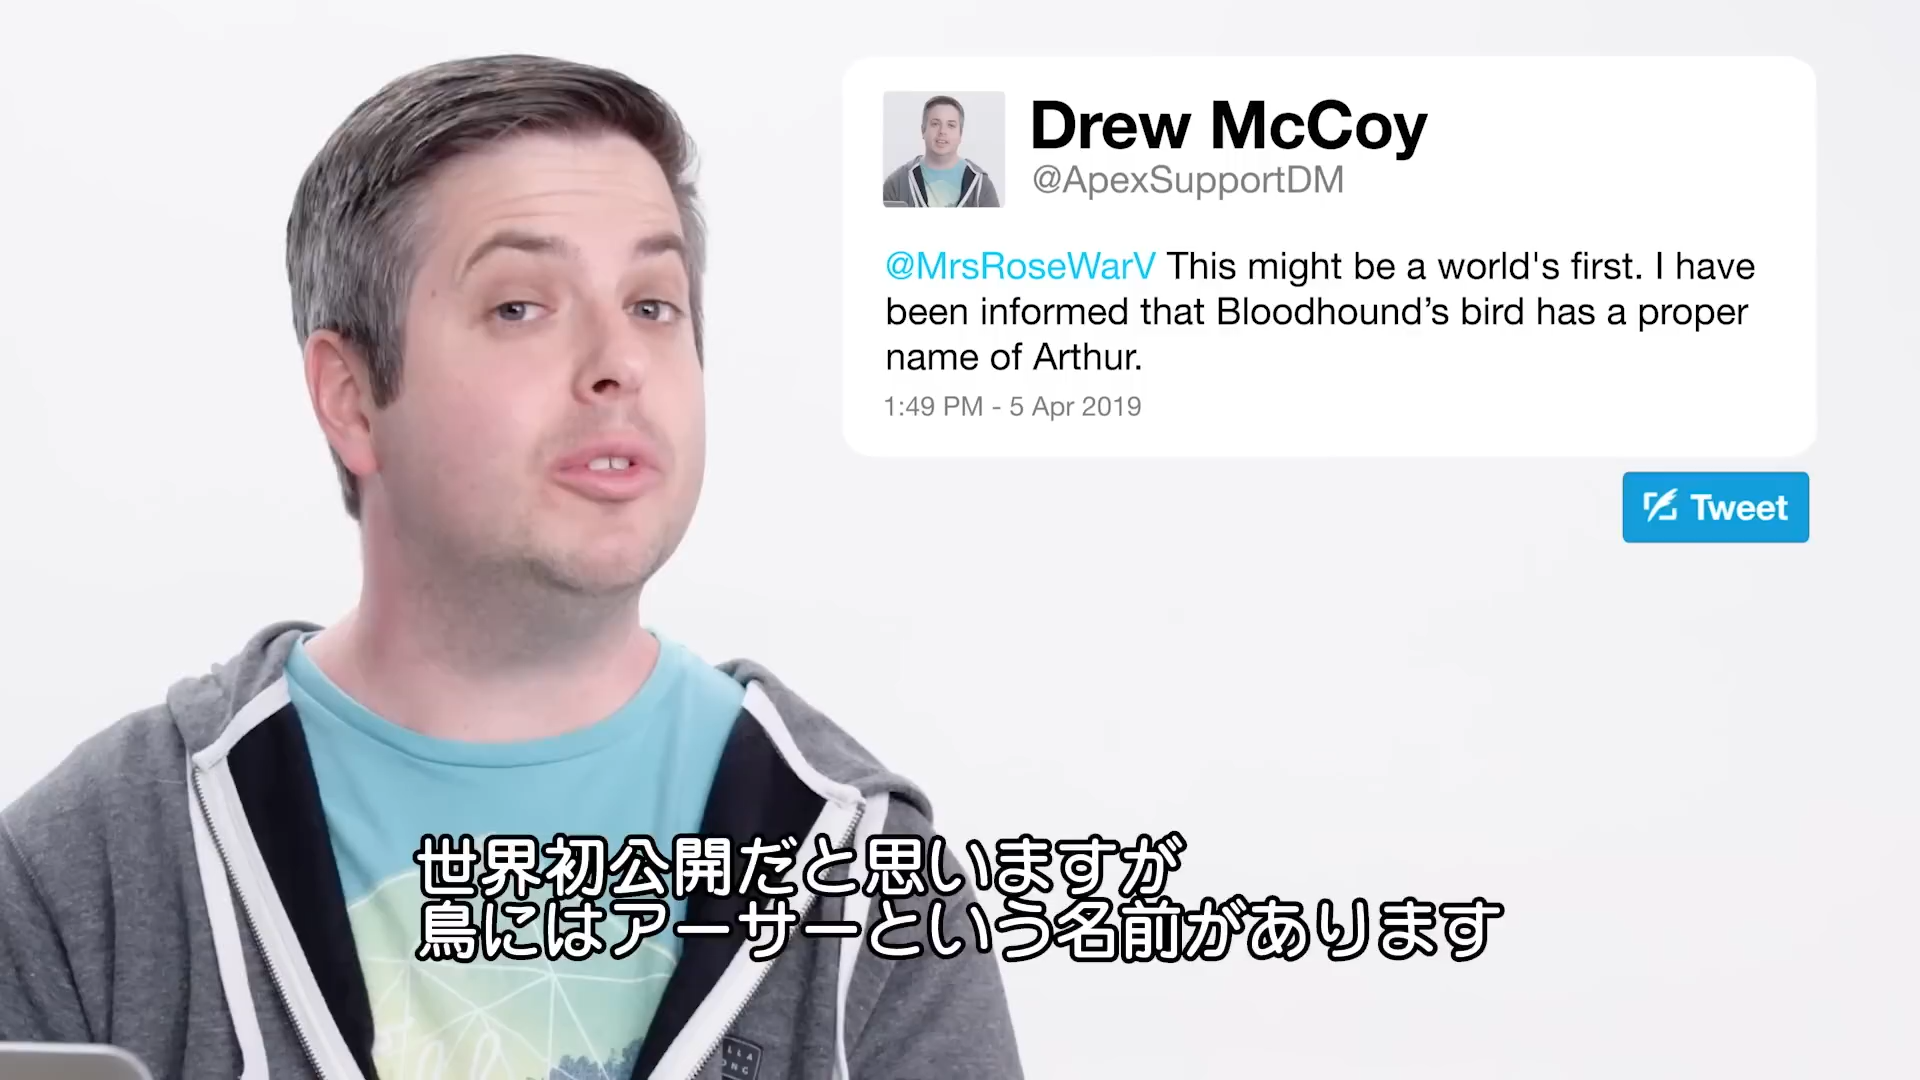 Drew McCoy
@ApexSupportDM
@MrsRoseWarV This might be a world's first. I have
been informed that Bloodhound’s bird has a proper
name of Arthur.
1:49 PM - 5 Apr 2019
Tweet
世界初公開だと思いますが
鳥にはアーサーという名前があります